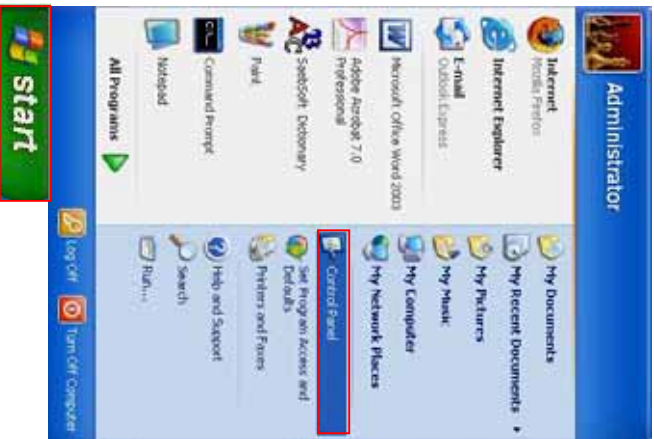 Administrator
Internet
Mozilla Firefox
Internet Explorer
E-mail
Outlook Express
Microsoft Office Word 2003
Adobe Acrobat 7.0
Professional
SaebSoft Dictionary
Paint
Command Prompt
Notepad
All Programs
My Documents
My Recent Documents
My Pictures
My Music
My Computer
My Network Places
Control Panel
Set Program Access and
Defaults
Printers and Faxes
Help and Support
Search
Run...
Log Off
Turn Off Computer
start